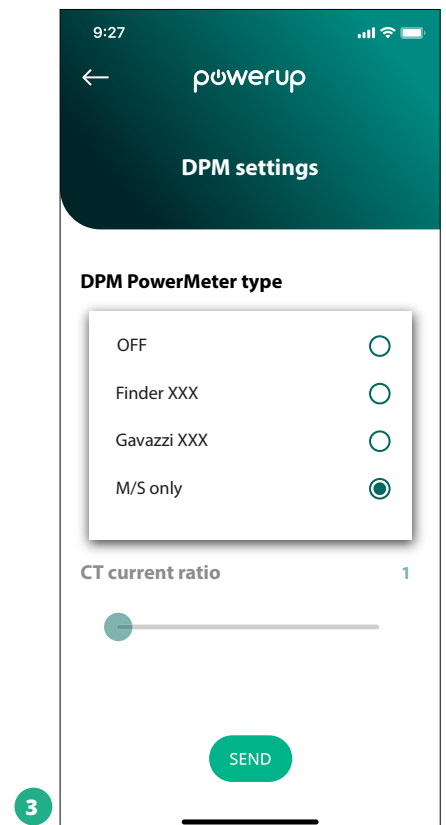 9:27
powerup
DPM settings
DPM PowerMeter type
OFF
Finder XXX
Gavazzi XXX
M/S only
CT current ratio 1
SEND
3